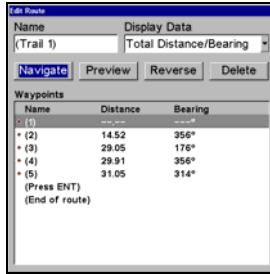 Edit Route
Name Display Data
(Trail 1) Total Distance/Bearing
Navigate Preview Reverse Delete
Waypoints
Name Distance Bearing
(1) --.-- ---°
(2) 14.52 356°
(3) 29.05 176°
(4) 29.91 356°
(5) 31.05 314°
(Press ENT)
(End of route)